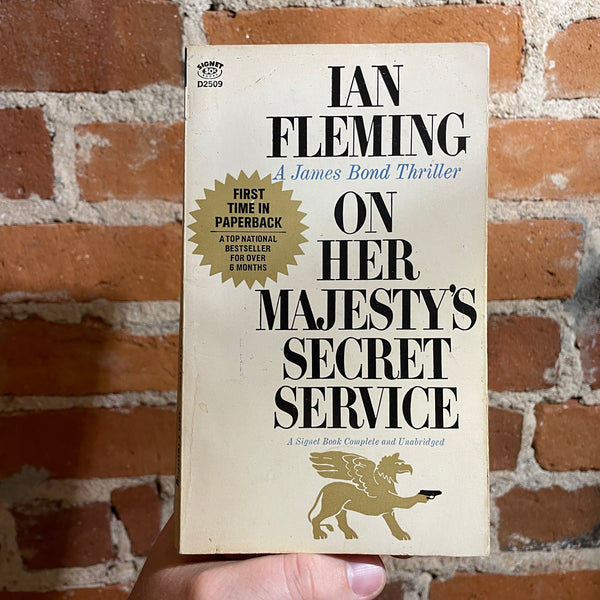 SIGNET
BOOKS
D2509
IAN
FLEMING
A James Bond Thriller
FIRST
TIME IN
PAPERBACK
A TOP NATIONAL
BESTSELLER
FOR OVER
6 MONTHS
ON
HER
MAJESTY'S
SECRET
SERVICE
A Signet Book Complete and Unabridged